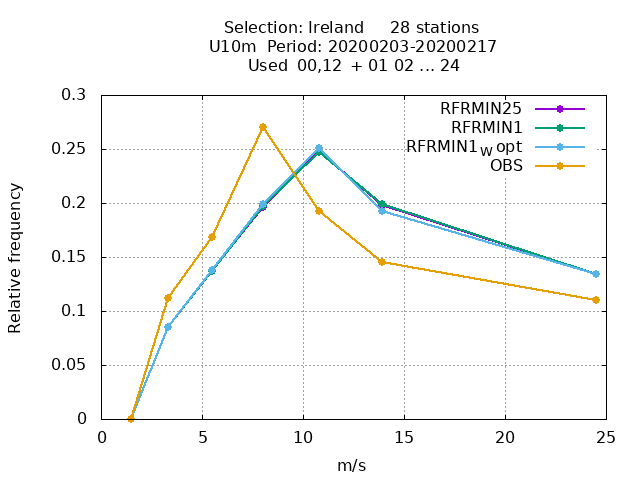 Selection: Ireland 28 stations
U10m Period: 20200203-20200217
Used 00,12 + 01 02 ... 24
0.3
0.25
0.2
0.15
0.1
0.05
0
Relative frequency
RFRMIN25
RFRMIN1
RFRMIN1w opt
OBS
0 5 10 15 20 25
m/s